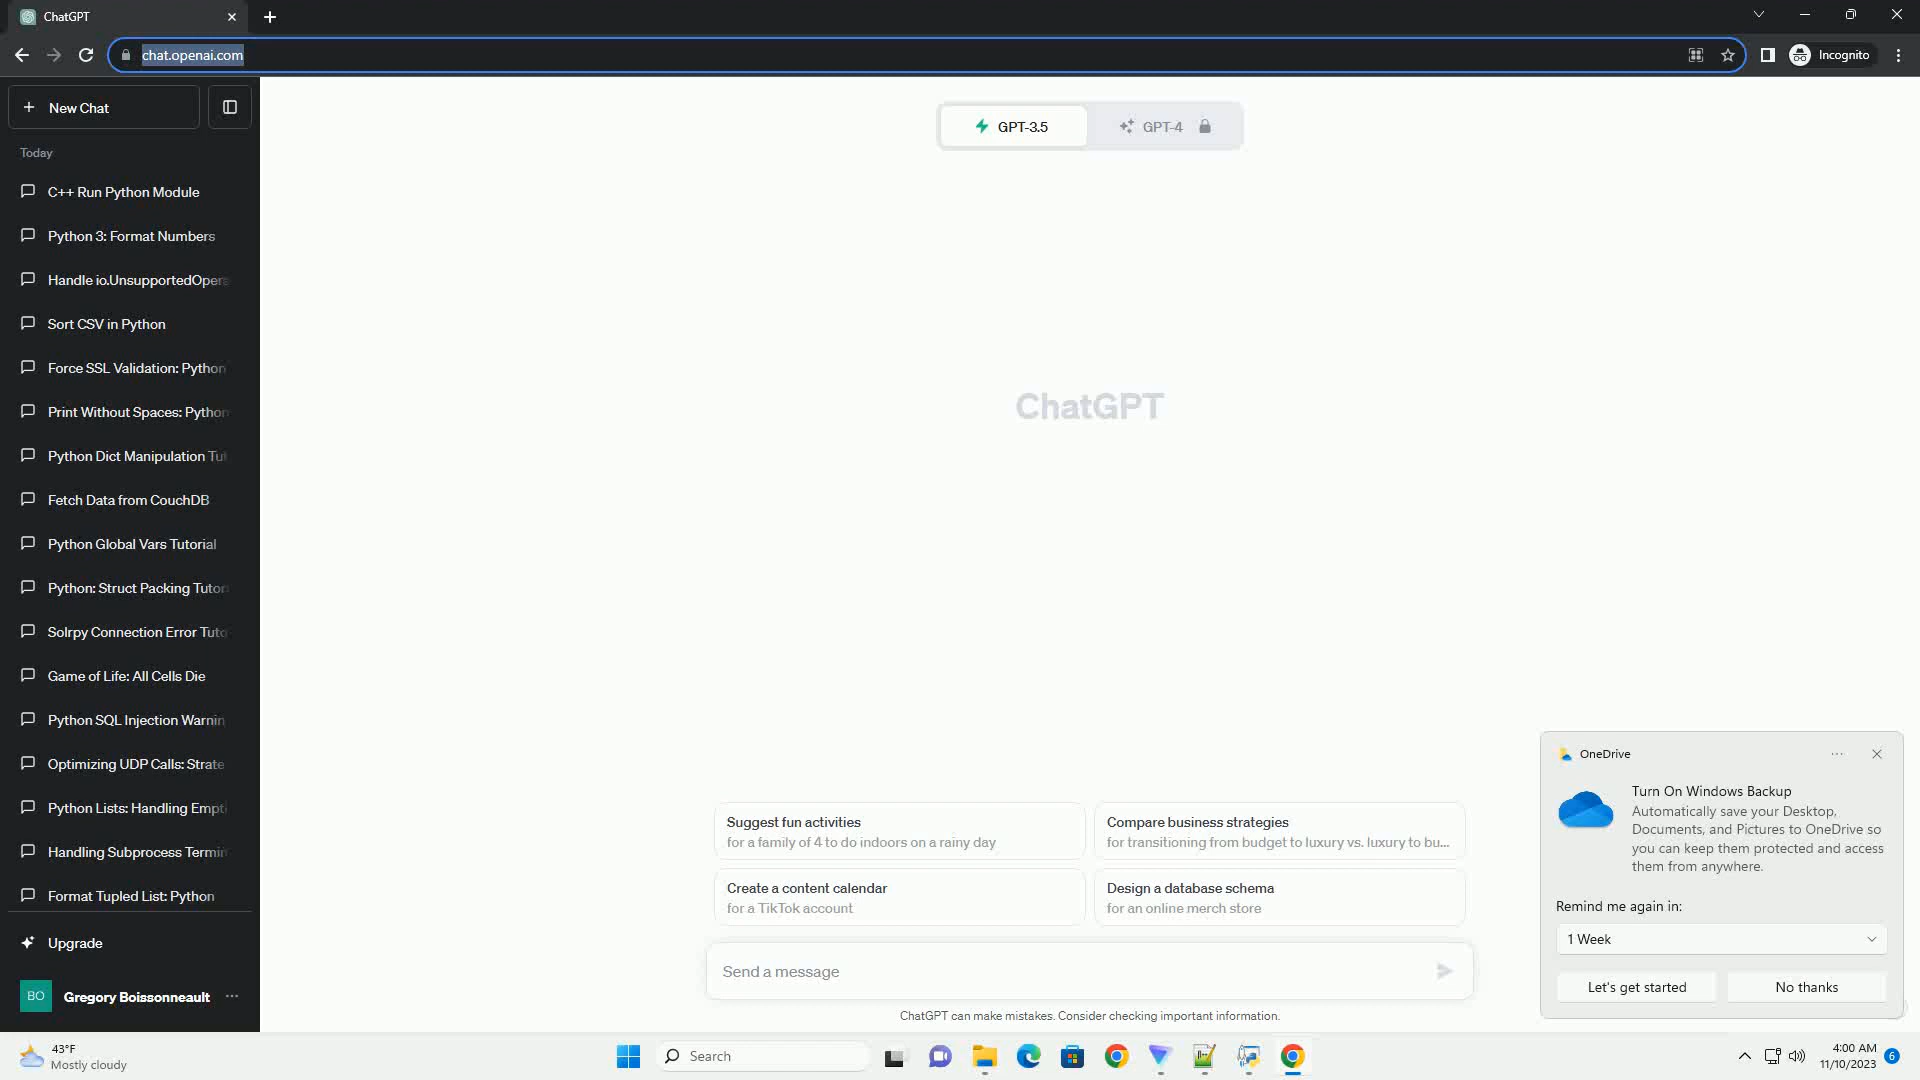 ChatGPT
chat.openai.com
Incognito
New Chat
Today
C++ Run Python Module
Python 3: Format Numbers
Handle io.UnsupportedOpera
Sort CSV in Python
Force SSL Validation: Python
Print Without Spaces: Python
Python Dict Manipulation Tut
Fetch Data from CouchDB
Python Global Vars Tutorial
Python: Struct Packing Tutori
Solrpy Connection Error Tuto
Game of Life: All Cells Die
Python SQL Injection Warnin
Optimizing UDP Calls: Strate
Python Lists: Handling Empt
Handling Subprocess Termin
Format Tupled List: Python
Upgrade
BO
Gregory Boissonneault
GPT-3.5
GPT-4
ChatGPT
Suggest fun activities
for a family of 4 to do indoors on a rainy day
Compare business strategies
for transitioning from budget to luxury vs. luxury to bu...
Create a content calendar
for a TikTok account
Design a database schema
for an online merch store
Send a message
ChatGPT can make mistakes. Consider checking important information.
OneDrive
Turn On Windows Backup
Automatically save your Desktop,
Documents, and Pictures to OneDrive so
you can keep them protected and access
them from anywhere.
Remind me again in:
1 Week
Let's get started
No thanks
43°F
Mostly cloudy
Search
4:00 AM
11/10/2023
6